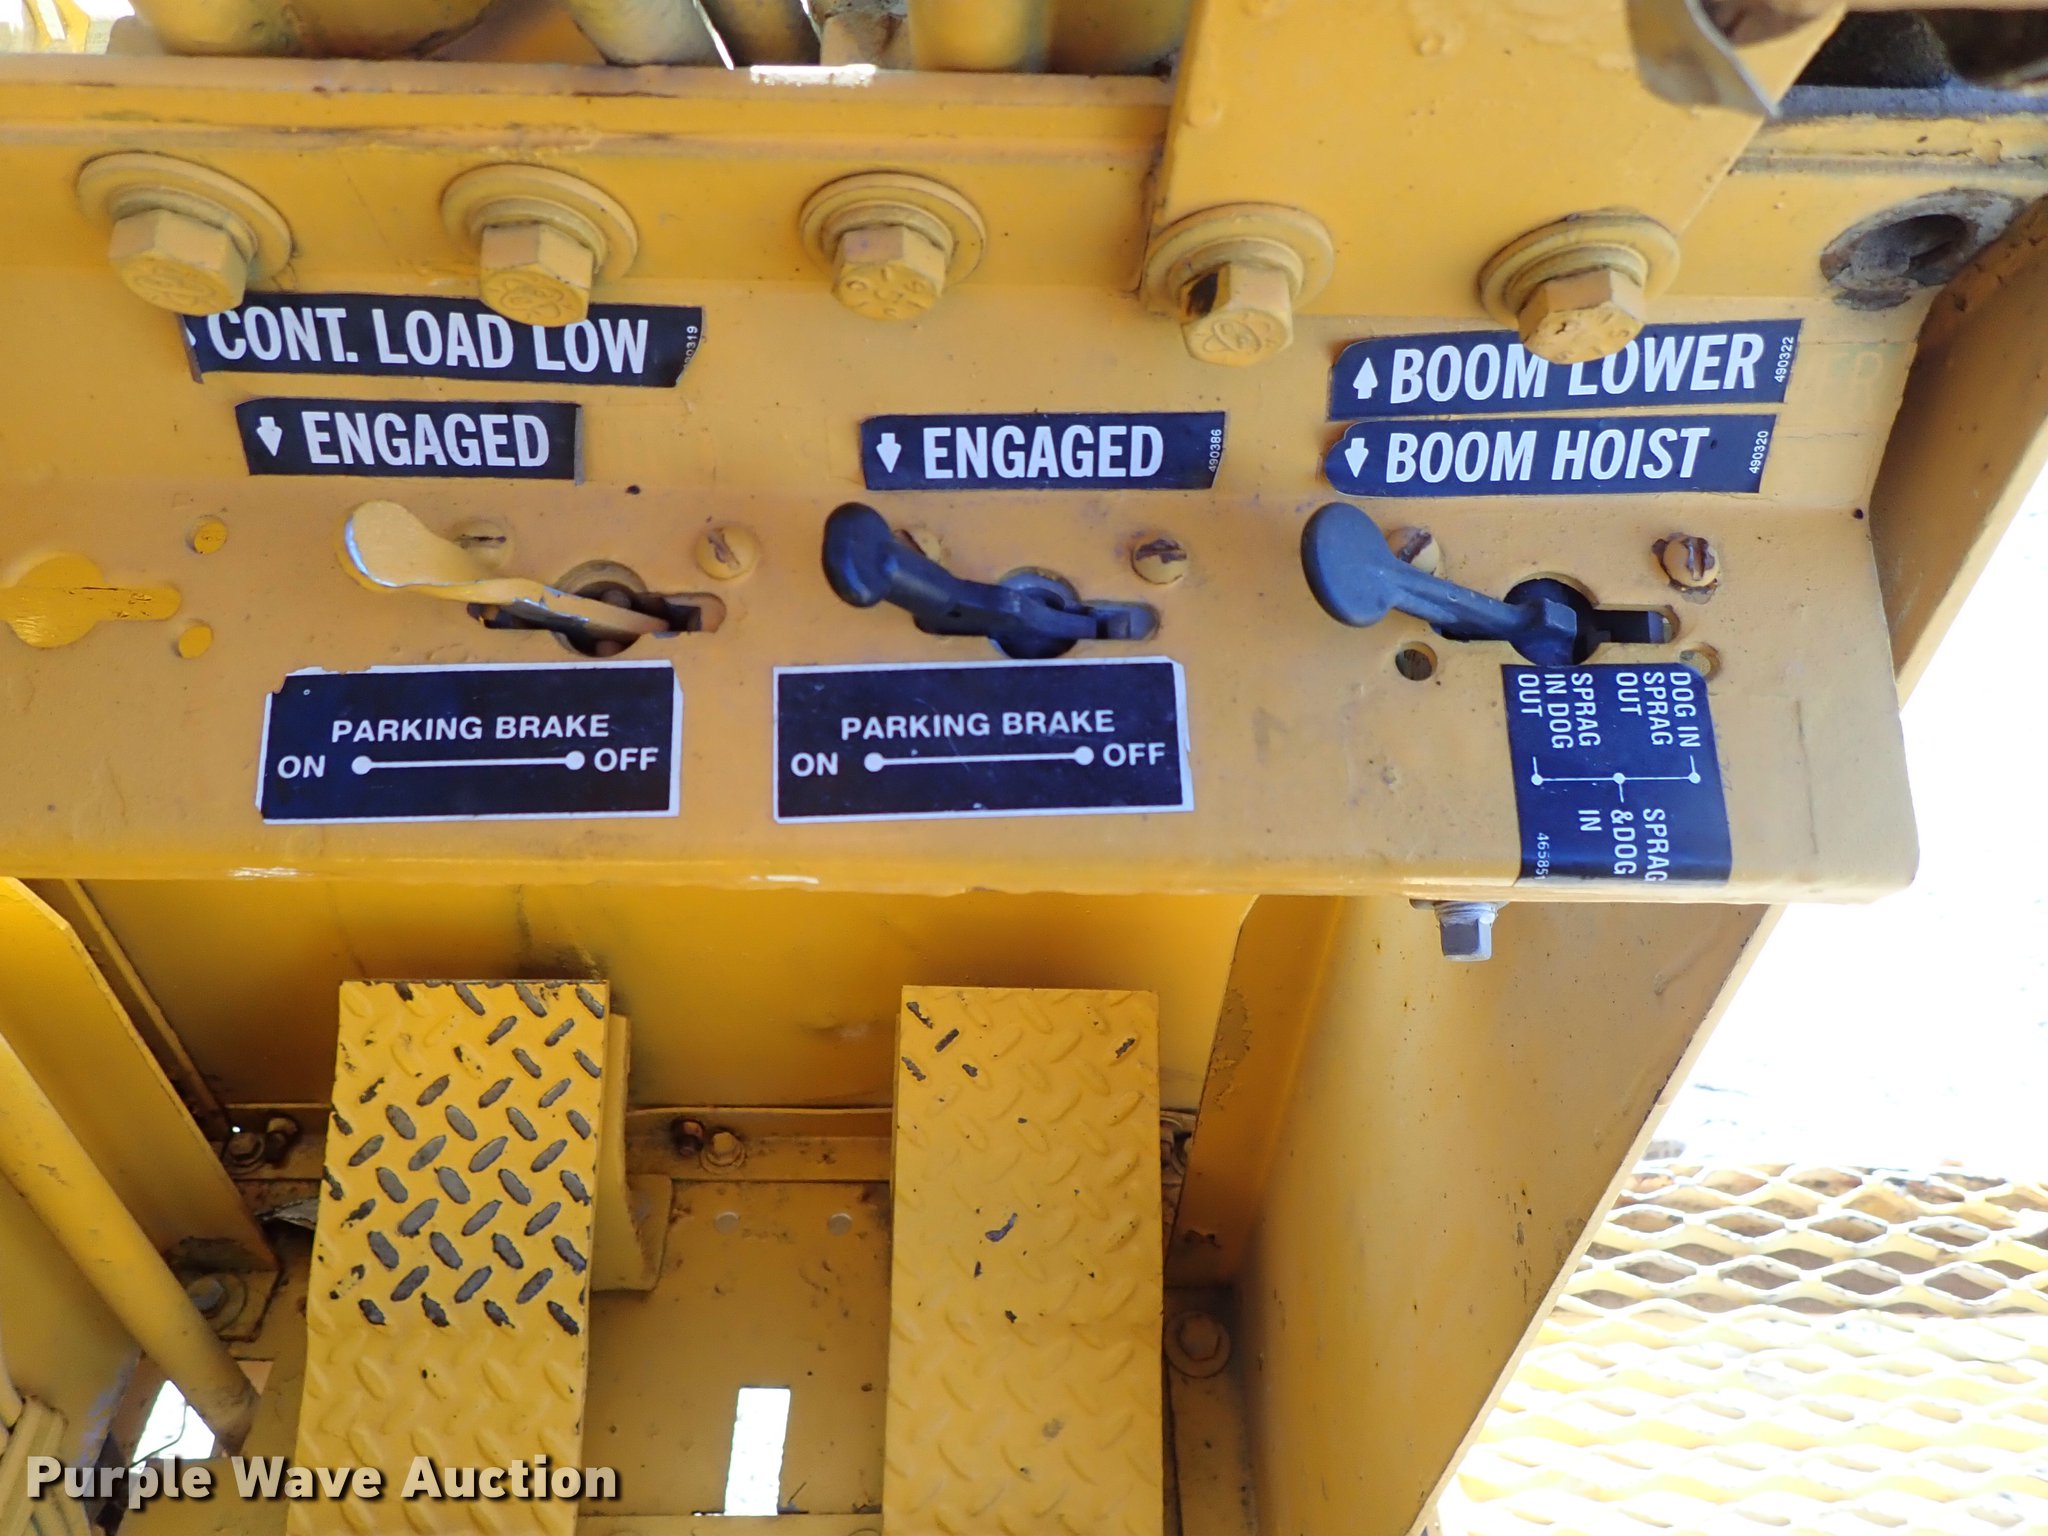 CONT. LOAD LOW
ENGAGED
ENGAGED
490386
BOOM LOWER
490322
BOOM HOIST
490320
PARKING BRAKE
ON OFF
PARKING BRAKE
ON OFF
DOG IN
SPRAG
OUT
SPRAG
IN DOG
OUT
SPRAG
&DOG
IN
465851
Purple Wave Auction